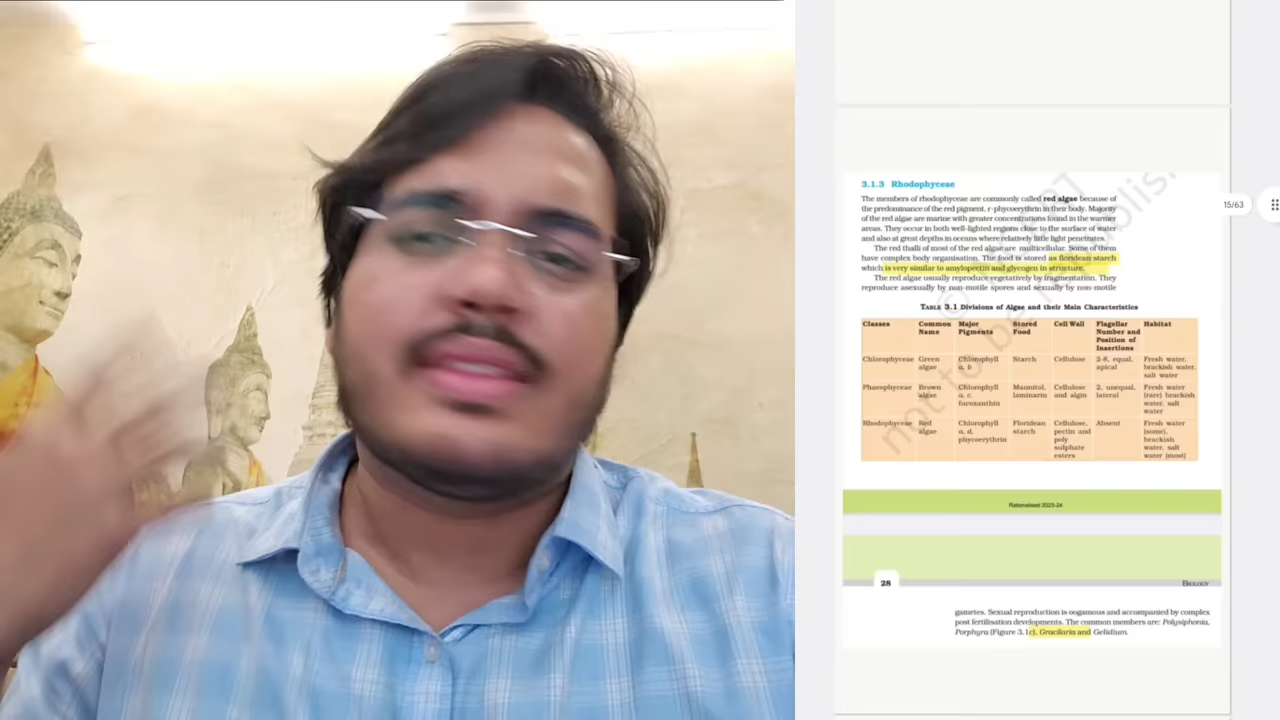 15/63
3.1.3 Rhodophyceae
The members of rhodophyceae are commonly called red algae because of
the predominance of the red pigment, r-phycoerythrin in their body. Majority
of the red algae are marine with greater concentrations found in the warmer
areas. They occur in both well-lighted regions close to the surface of water
and also at great depths in oceans where relatively little light penetrates.
The red thalli of most of the red algae are multicellular. Some of them
have complex body organisation. The food is stored as floridean starch
which is very similar to amylopectin and glycogen in structure.
The red algae usually reproduce vegetatively by fragmentation. They
reproduce asexually by non-motile spores and sexually by non-motile
TABLE 3.1 Divisions of Algae and their Main Characteristics
Classes Common Name Major Pigments Stored Food Cell Wall Flagellar Number and Position of Insertions Habitat
Chlorophyceae Green algae Chlorophyll a, b Starch Cellulose 2-8, equal, apical Fresh water, brackish water, salt water
Phaeophyceae Brown algae Chlorophyll a, c, fucoxanthin Mannitol, laminarin Cellulose and algin 2, unequal, lateral Fresh water (rare) brackish water, salt water
Rhodophyceae Red algae Chlorophyll a, d, phycoerythrin Floridean starch Cellulose, pectin and poly sulphate esters Absent Fresh water (some), brackish water, salt water (most)
Rationalised 2023-24
28
BIOLOGY
gametes. Sexual reproduction is oogamous and accompanied by complex
post fertilisation developments. The common members are: Polysiphonia,
Porphyra (Figure 3.1c), Gracilaria and Gelidium.